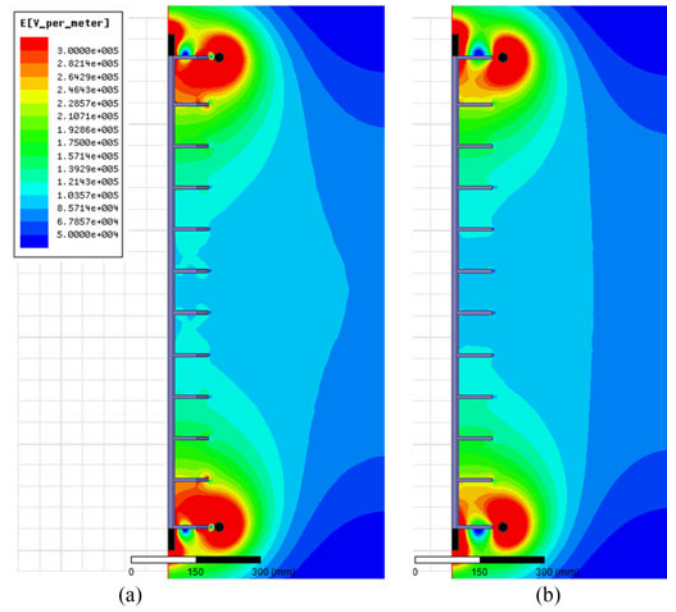 E[V_per_meter]
3.0000e+005
2.8214e+005
2.6429e+005
2.4643e+005
2.2857e+005
2.1071e+005
1.9286e+005
1.7500e+005
1.5714e+005
1.3929e+005
1.2143e+005
1.0357e+005
8.5714e+004
6.7857e+004
5.0000e+004
0 150 300 (mm)
0 150 300 (mm)
(a) (b)